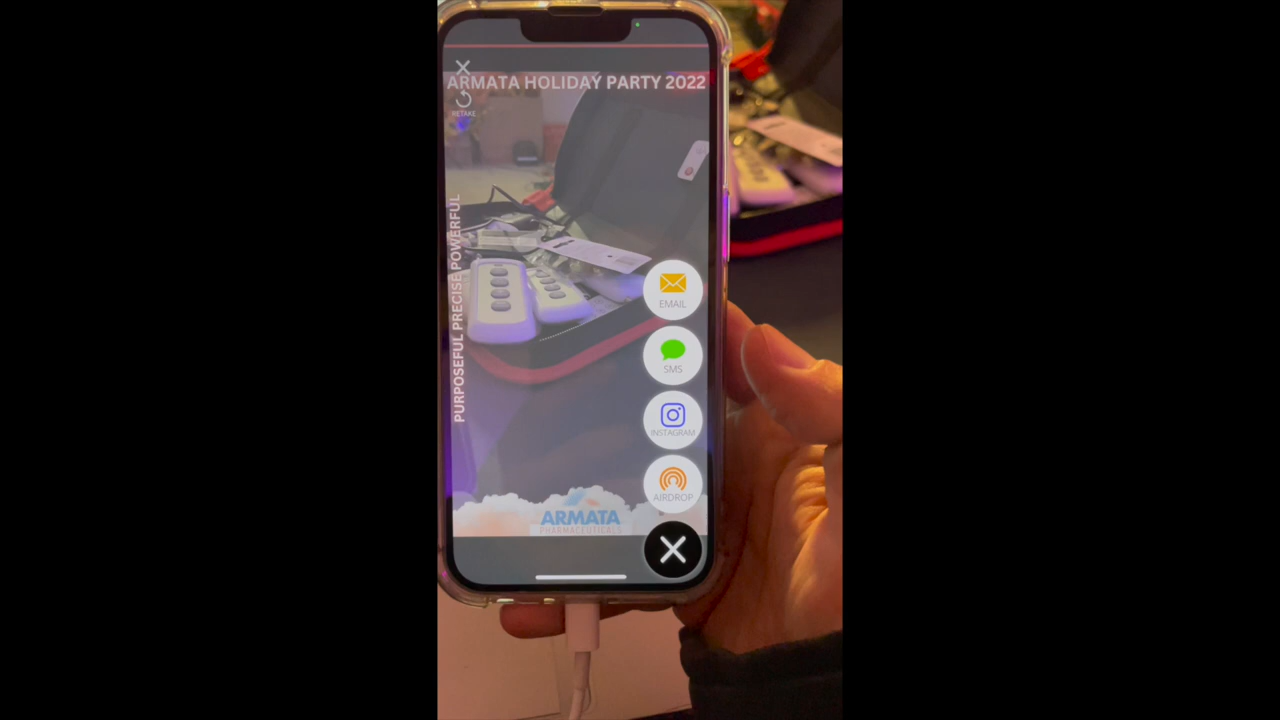 ARMATA HOLIDAY PARTY 2022
RETAKE
PURPOSEFUL PRECISE POWERFUL
EMAIL
SMS
INSTAGRAM
AIRDROP
ARMATA
PHARMACEUTICALS